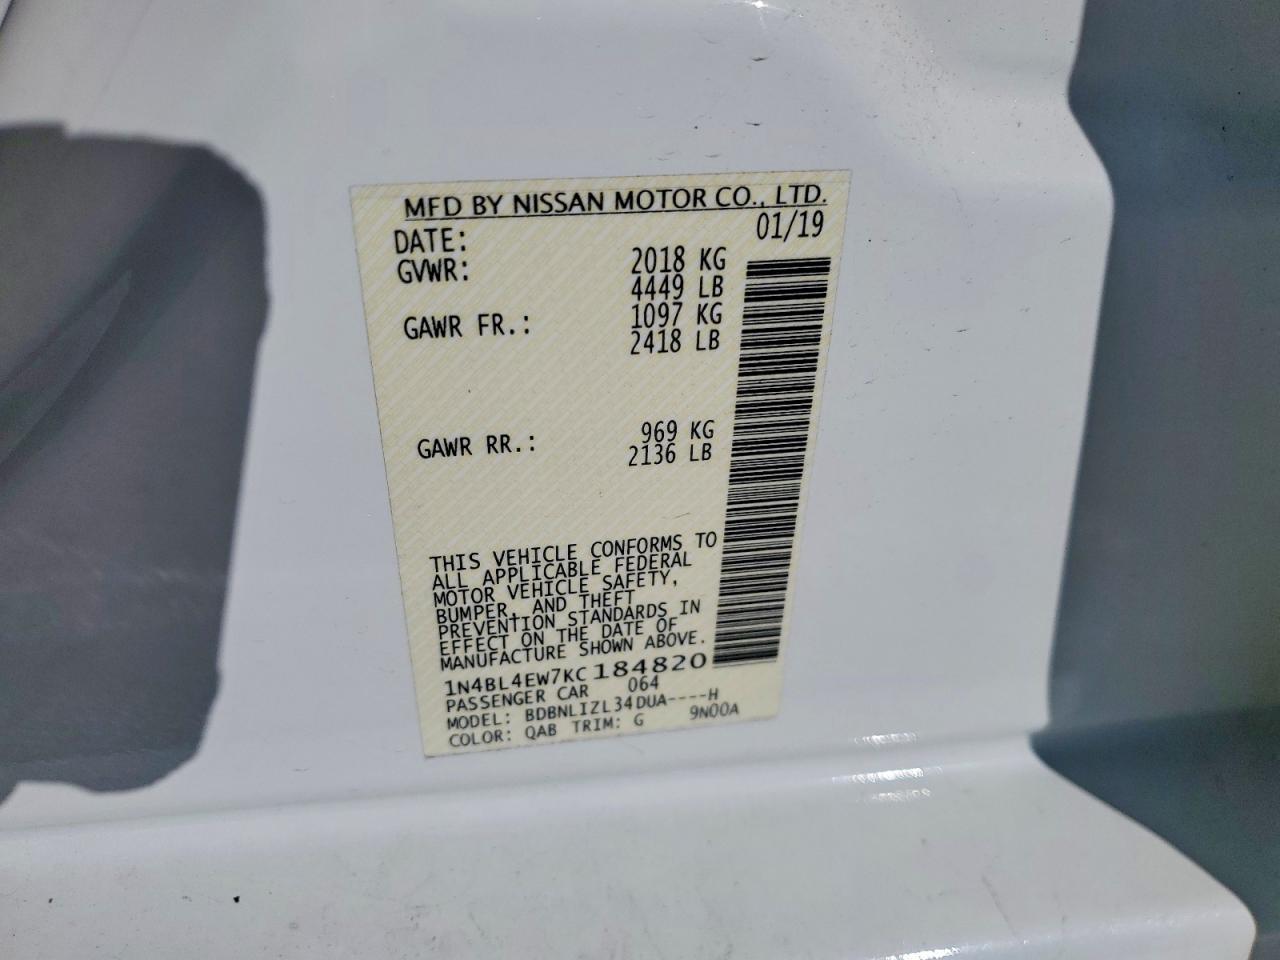 MFD BY NISSAN MOTOR CO., LTD.
DATE: 01/19
GVWR: 2018 KG
4449 LB
GAWR FR.: 1097 KG
2418 LB
GAWR RR.: 969 KG
2136 LB
THIS VEHICLE CONFORMS TO
ALL APPLICABLE FEDERAL
MOTOR VEHICLE SAFETY,
BUMPER, AND THEFT
PREVENTION STANDARDS IN
EFFECT ON THE DATE OF
MANUFACTURE SHOWN ABOVE.
1N4BL4EW7KC184820
PASSENGER CAR 064
MODEL: BDBNLIZL34DUA----H
COLOR: QAB TRIM: G 9N00A